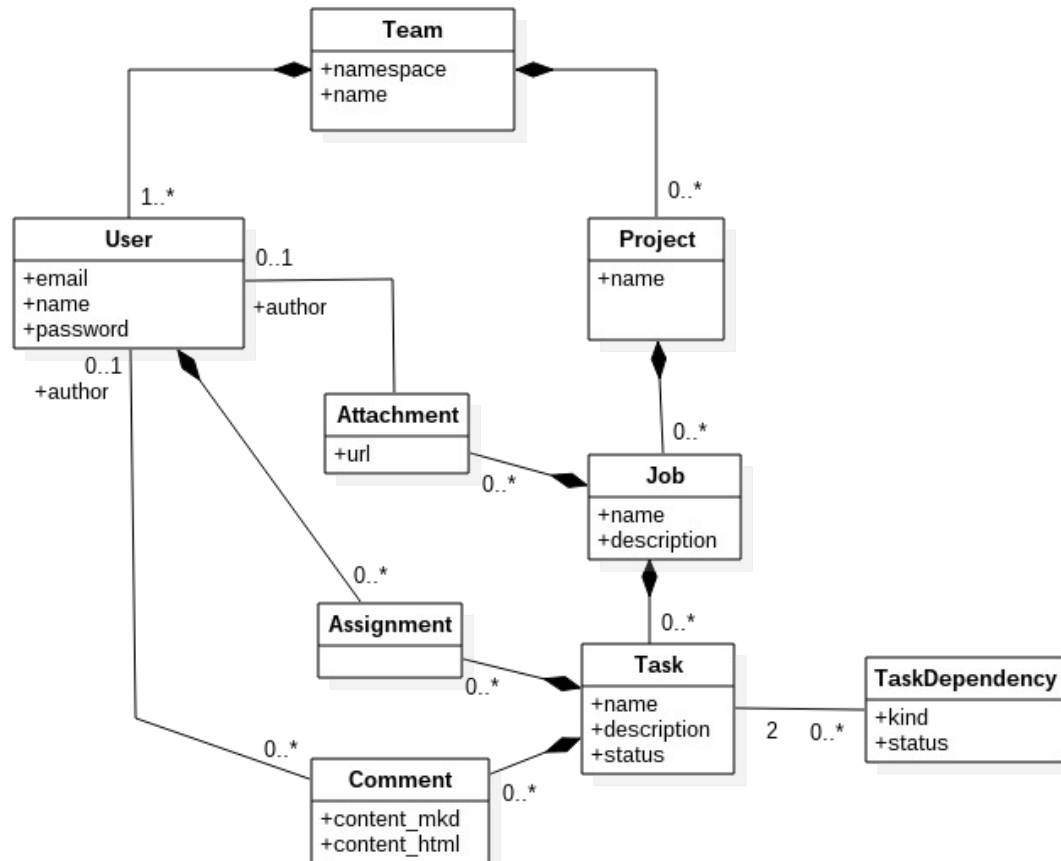 Team
+namespace
+name
1..*
0..*
User
+email
+name
+password
0..1
+author
Project
+name
0..1
+author
Attachment
+url
0..*
0..*
Job
+name
+description
0..*
0..*
Assignment
0..*
Task
+name
+description
+status
2
0..*
TaskDependency
+kind
+status
0..*
Comment
+content_mkd
+content_html
0..*